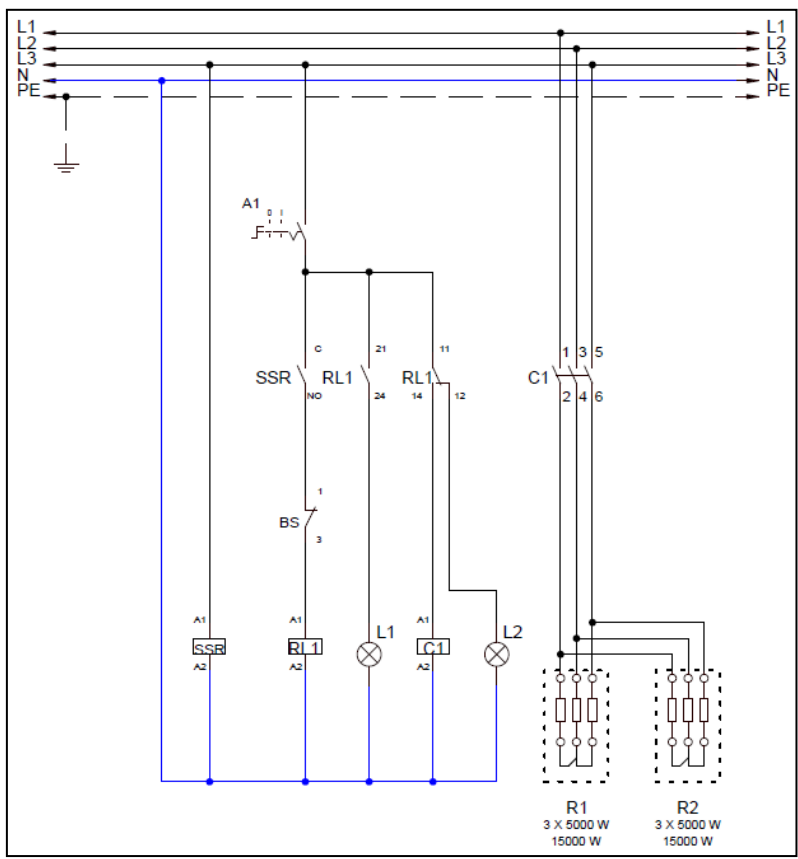 L1 L1
L2 L2
L3 L3
N N
PE PE
A1 0 I
C 21 11 1 3 5
SSR RL1 RL1 C1
NO 24 14 12 2 4 6
1
BS
3
A1 A1 L1 A1 L2
SSR RL1 C1
A2 A2 A2
R1 R2
3 X 5000 W 3 X 5000 W
15000 W 15000 W